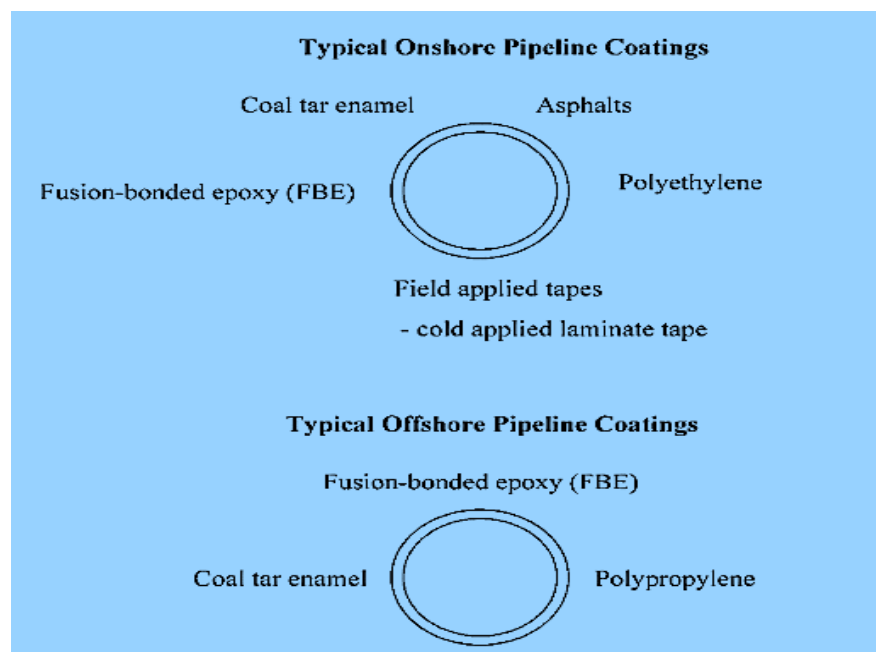 Typical Onshore Pipeline Coatings
Coal tar enamel
Asphalts
Fusion-bonded epoxy (FBE)
Polyethylene
Field applied tapes
- cold applied laminate tape
Typical Offshore Pipeline Coatings
Fusion-bonded epoxy (FBE)
Coal tar enamel
Polypropylene